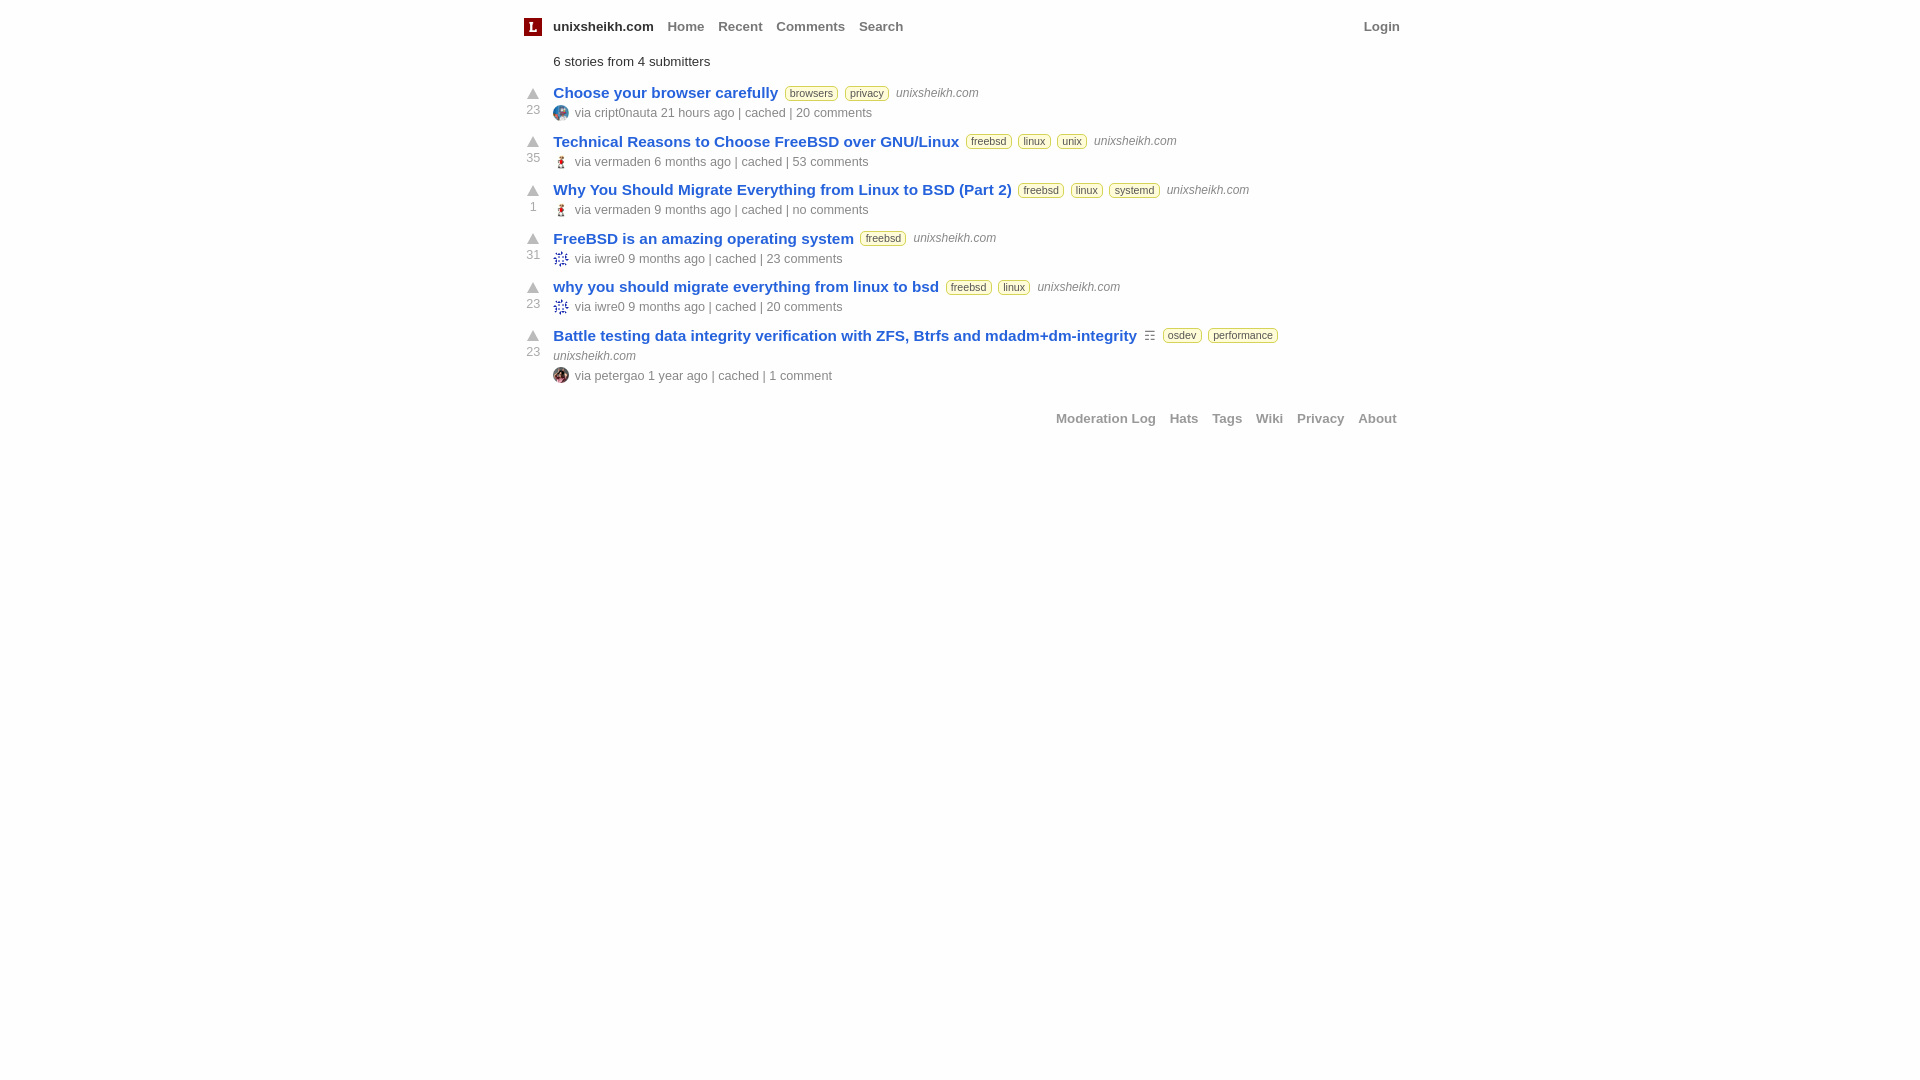 L unixsheikh.com Home Recent Comments Search Login
6 stories from 4 submitters
Choose your browser carefully browsers privacy unixsheikh.com
23 via cript0nauta 21 hours ago | cached | 20 comments
Technical Reasons to Choose FreeBSD over GNU/Linux freebsd linux unix unixsheikh.com
35 via vermaden 6 months ago | cached | 53 comments
Why You Should Migrate Everything from Linux to BSD (Part 2) freebsd linux systemd unixsheikh.com
1 via vermaden 9 months ago | cached | no comments
FreeBSD is an amazing operating system freebsd unixsheikh.com
31 via iwre0 9 months ago | cached | 23 comments
why you should migrate everything from linux to bsd freebsd linux unixsheikh.com
23 via iwre0 9 months ago | cached | 20 comments
Battle testing data integrity verification with ZFS, Btrfs and mdadm+dm-integrity ☶ osdev performance
23 unixsheikh.com
via petergao 1 year ago | cached | 1 comment
Moderation Log Hats Tags Wiki Privacy About